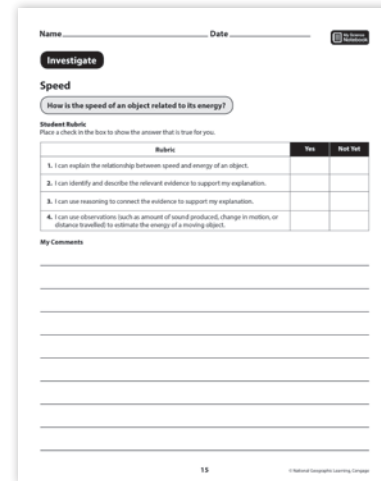 Name Date
My Science
Notebook
Investigate
Speed
How is the speed of an object related to its energy?
Student Rubric
Place a check in the box to show the answer that is true for you.
Rubric Yes Not Yet
1. I can explain the relationship between speed and energy of an object.
2. I can identify and describe the relevant evidence to support my explanation.
3. I can use reasoning to connect the evidence to support my explanation.
4. I can use observations (such as amount of sound produced, change in motion, or
distance travelled) to estimate the energy of a moving object.
My Comments
15 © National Geographic Learning, Cengage